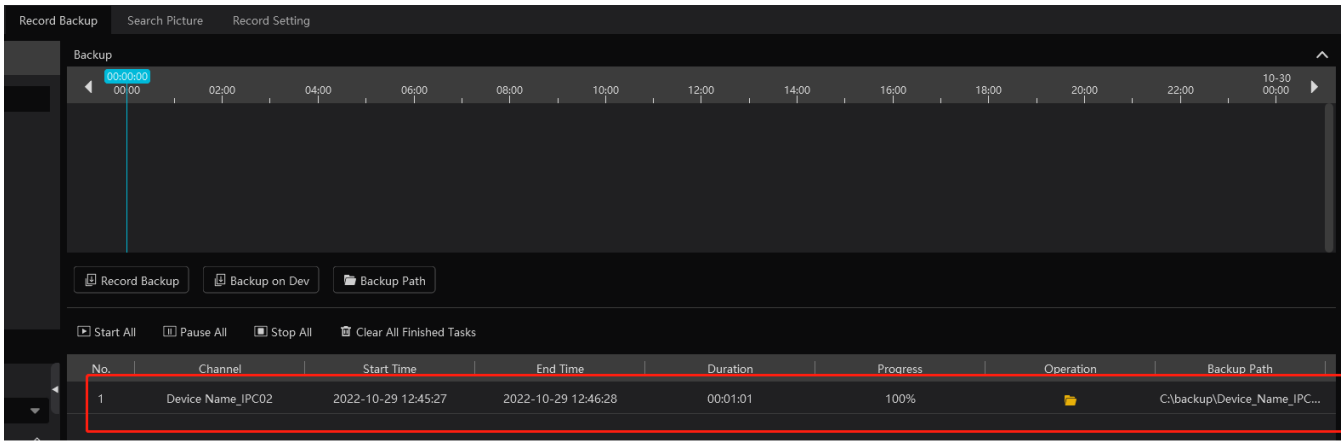 Record Backup Search Picture Record Setting
Backup
00:00:00 10-30
00:00 02:00 04:00 06:00 08:00 10:00 12:00 14:00 16:00 18:00 20:00 22:00 00:00
Record Backup Backup on Dev Backup Path
Start All Pause All Stop All Clear All Finished Tasks
No. Channel Start Time End Time Duration Progress Operation Backup Path
1 Device Name_IPC02 2022-10-29 12:45:27 2022-10-29 12:46:28 00:01:01 100% C:\backup\Device_Name_IPC...